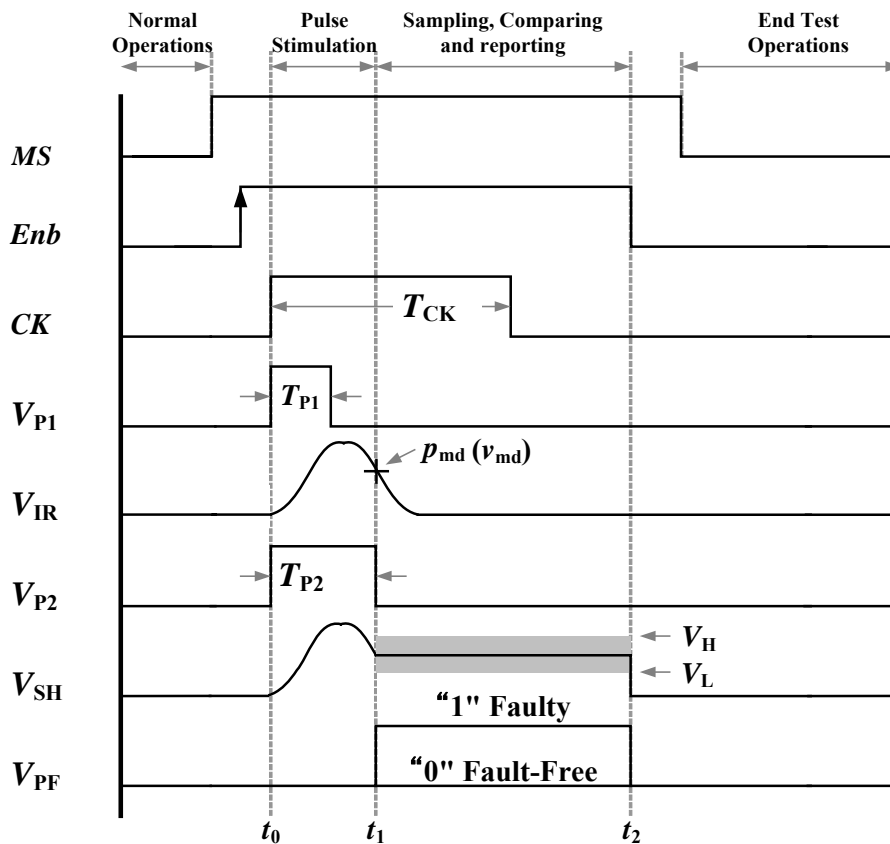 Normal
Operations
Pulse
Stimulation
Sampling, Comparing
and reporting
End Test
Operations
MS
Enb
CK
T_CK
V_P1
T_P1
p_md (v_md)
V_IR
V_P2
T_P2
V_H
V_L
V_SH
“1" Faulty
V_PF
“0" Fault-Free
t_0
t_1
t_2